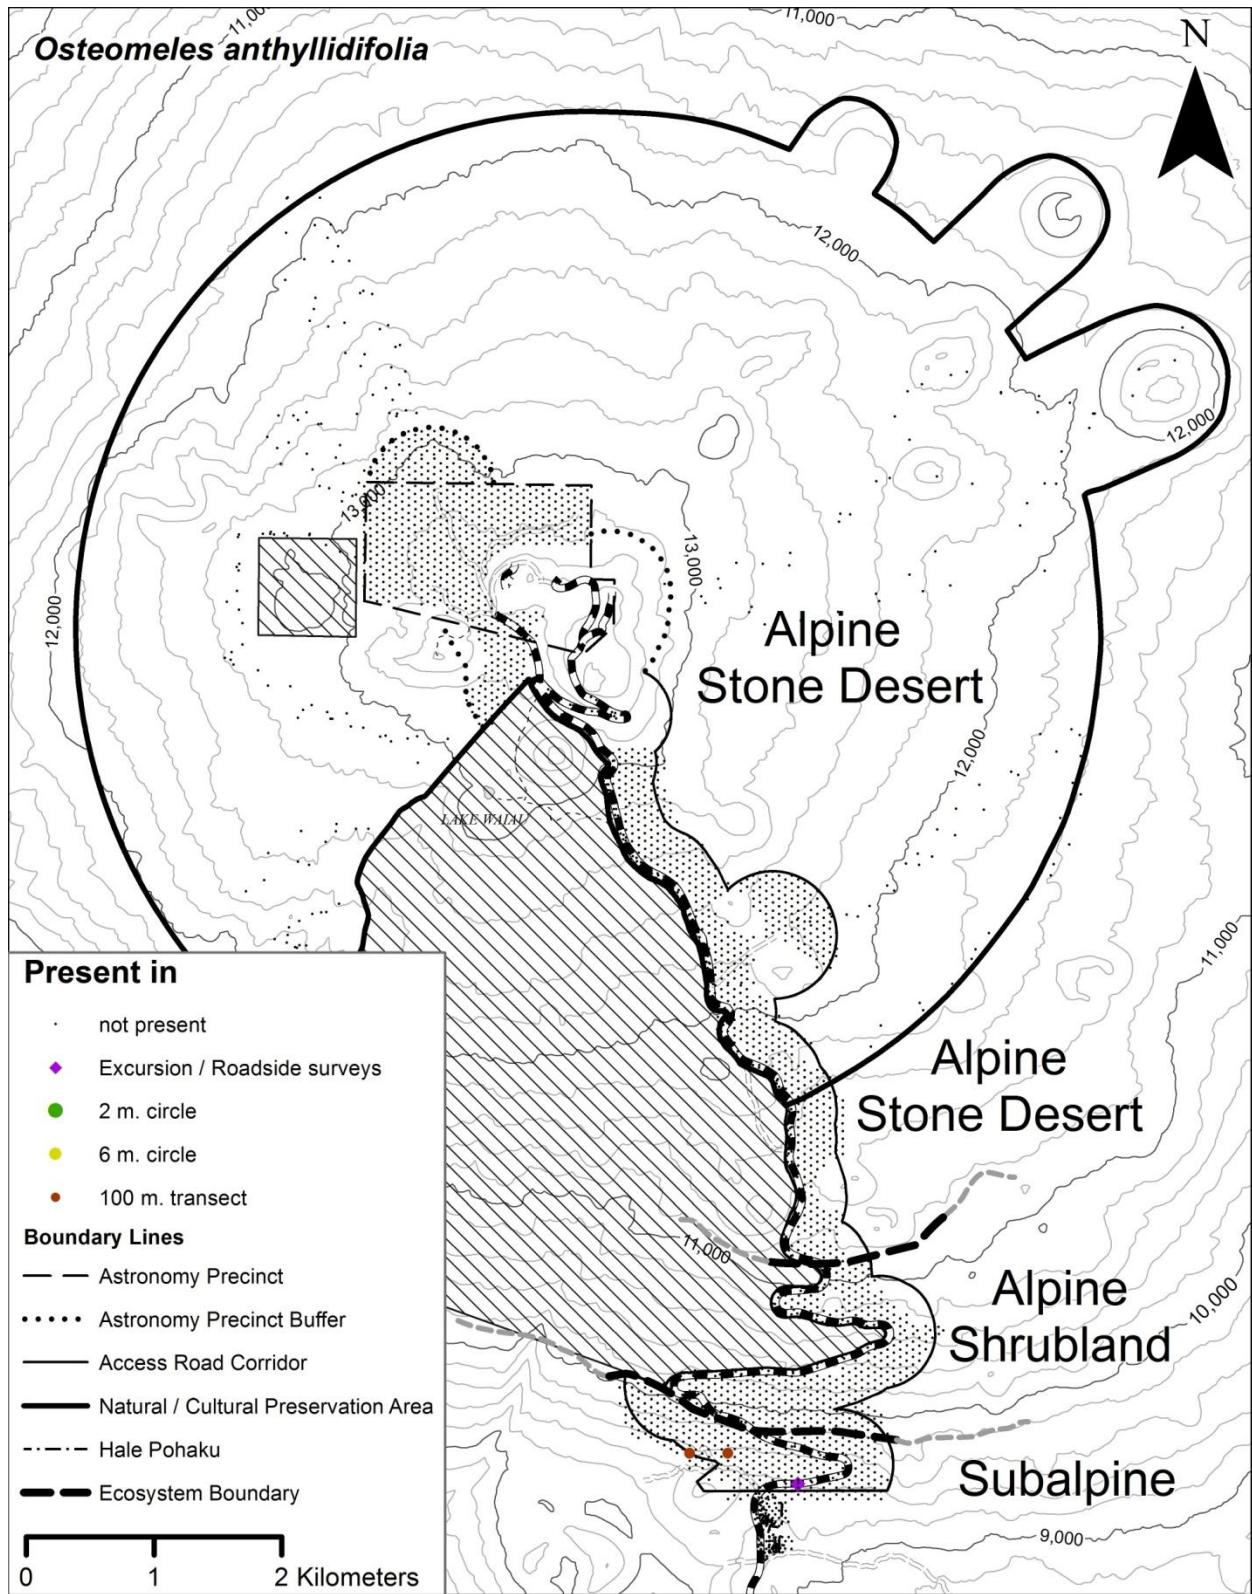 11,000
11,000
Osteomeles anthyllidifolia
N
12,000
12,000
13,000
13,000
12,000
Alpine
Stone Desert
12,000
LAKE WAIAU
11,000
Present in
not present
Excursion / Roadside surveys
2 m. circle
6 m. circle
100 m. transect
Boundary Lines
Astronomy Precinct
Astronomy Precinct Buffer
Access Road Corridor
Natural / Cultural Preservation Area
Hale Pohaku
Ecosystem Boundary
0 1 2 Kilometers
Alpine
Stone Desert
11,000
Alpine
Shrubland
10,000
Subalpine
9,000